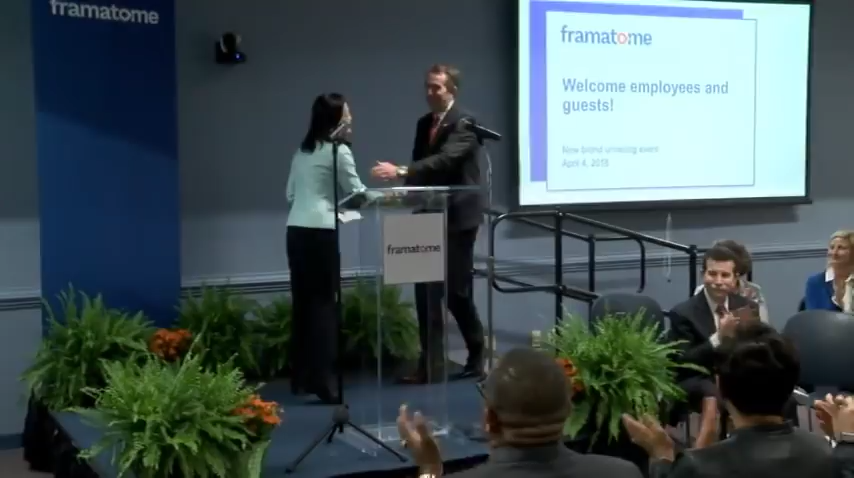 framatome
framatome
Welcome employees and
guests!
New brand unveiling event
April 4, 2018
framatome